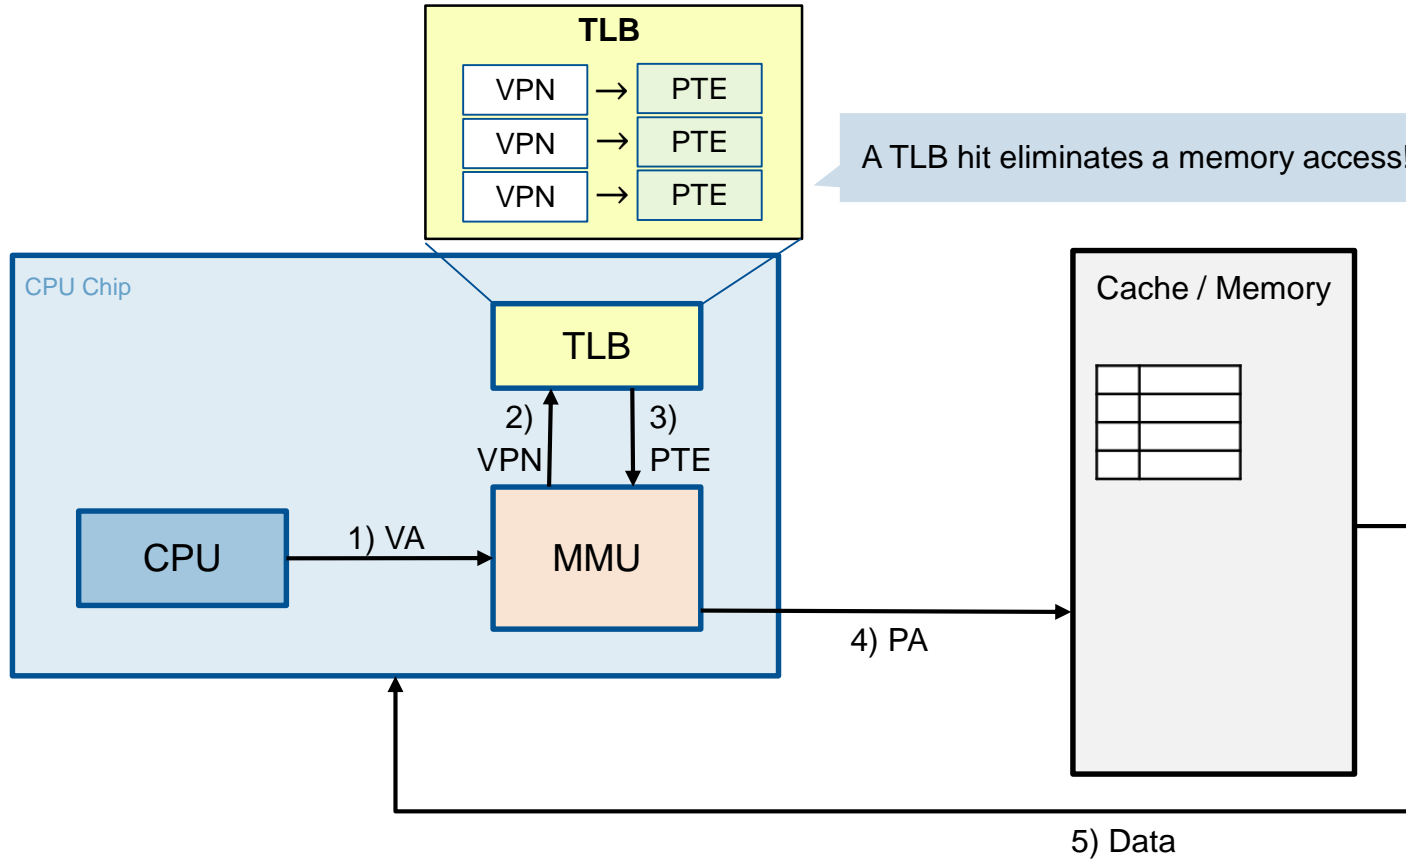 TLB
VPN → PTE
VPN → PTE
VPN → PTE
A TLB hit eliminates a memory access!
CPU Chip
Cache / Memory
TLB
2)
3)
VPN
PTE
1) VA
CPU
MMU
4) PA
5) Data